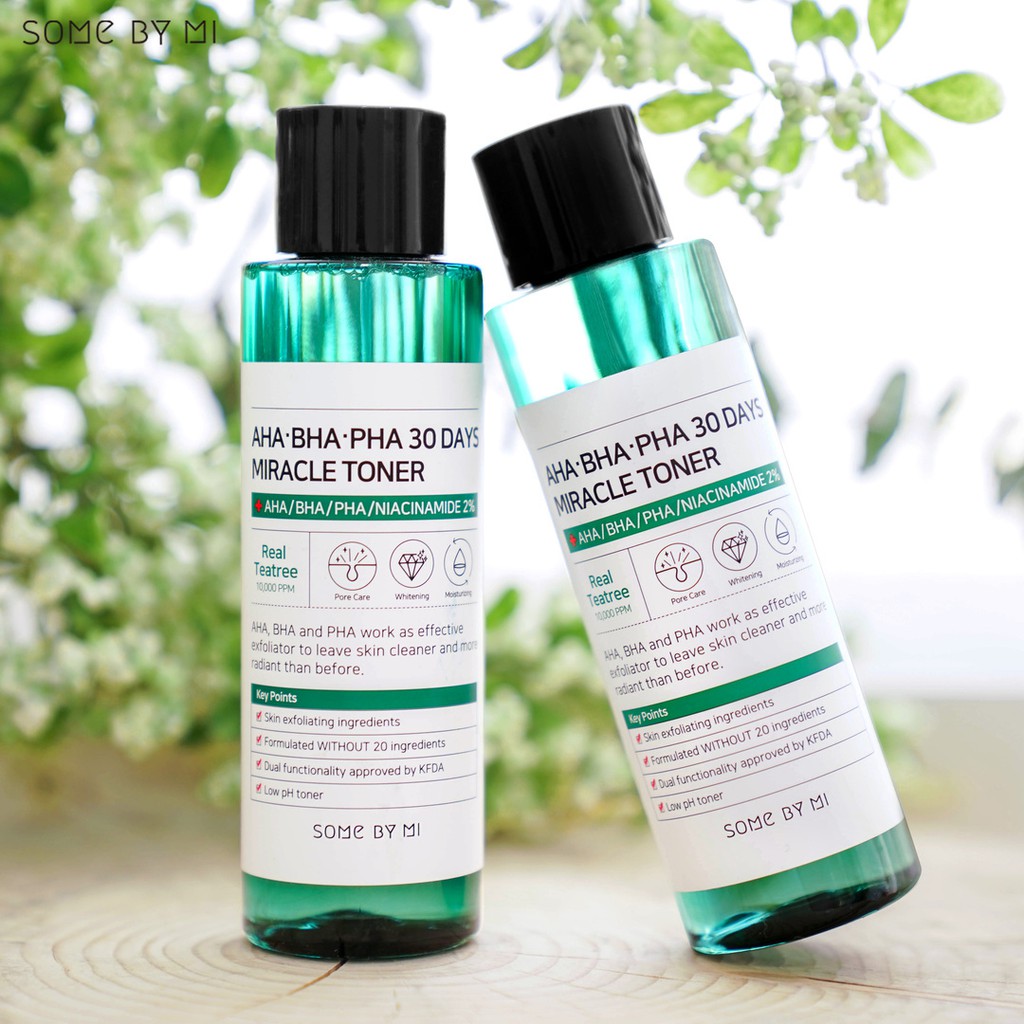 SOME BY MI
AHA·BHA·PHA 30 DAYS
MIRACLE TONER
+ AHA/BHA/PHA/NIACINAMIDE 2%
Real
Teatree
10,000 PPM
Pore Care
Whitening
Moisturizing
AHA, BHA and PHA work as effective
exfoliator to leave skin cleaner and more
radiant than before.
Key Points
Skin exfoliating ingredients
Formulated WITHOUT 20 ingredients
Dual functionality approved by KFDA
Low pH toner
SOME BY MI
AHA·BHA·PHA 30 DAYS
MIRACLE TONER
+ AHA/BHA/PHA/NIACINAMIDE 2%
Real
Teatree
10,000 PPM
Pore Care
Whitening
Moisturizing
AHA, BHA and PHA work as effective
exfoliator to leave skin cleaner and more
radiant than before.
Key Points
Skin exfoliating ingredients
Formulated WITHOUT 20 ingredients
Dual functionality approved by KFDA
Low pH toner
SOME BY MI